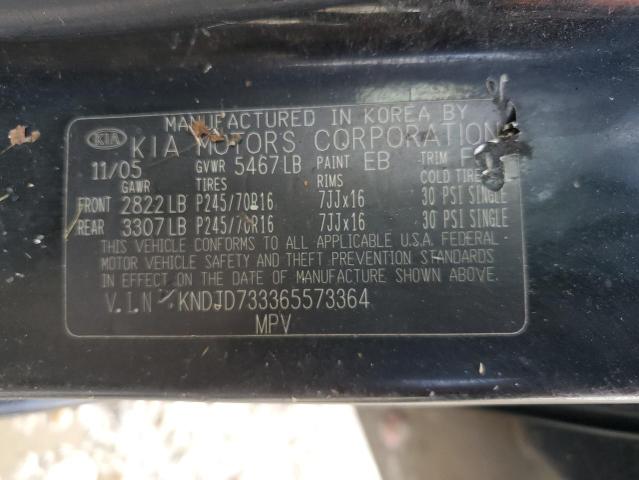 MANUFACTURED IN KOREA BY
KIA KIA MOTORS CORPORATION
11/05 GVWR 5467LB PAINT EB TRIM
GAWR TIRES RIMS COLD TIRE
FRONT 2822LB P245/70R16 7JJx16 30 PSI SINGLE
REAR 3307LB P245/70R16 7JJx16 30 PSI SINGLE
THIS VEHICLE CONFORMS TO ALL APPLICABLE U.S.A. FEDERAL
MOTOR VEHICLE SAFETY AND THEFT PREVENTION STANDARDS
IN EFFECT ON THE DATE OF MANUFACTURE SHOWN ABOVE.
V.I.N KNDJD733365573364
MPV